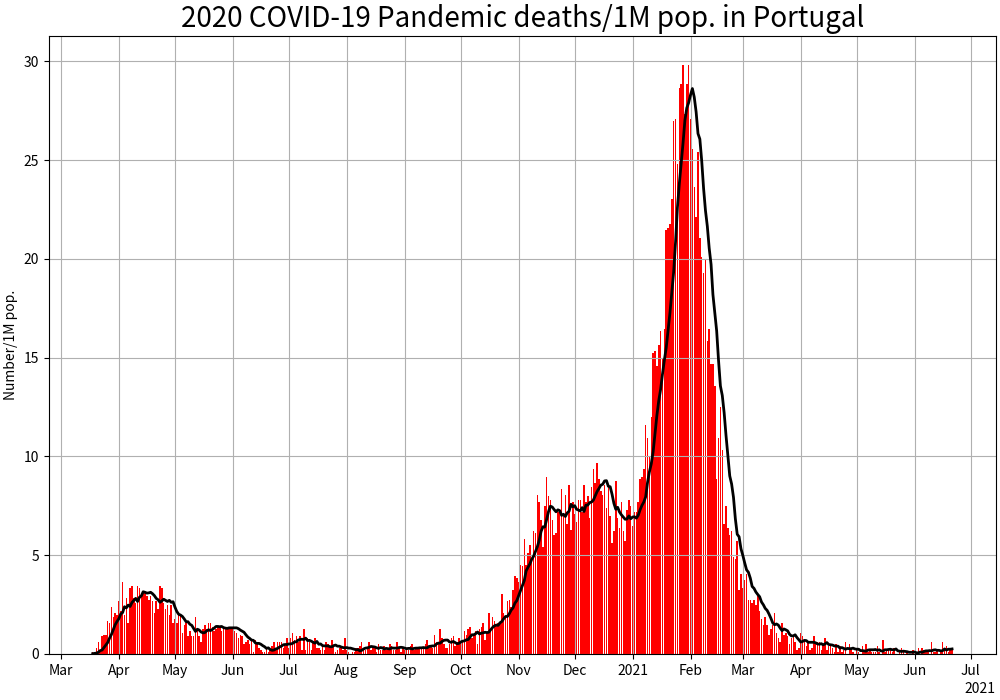 2020 COVID-19 Pandemic deaths/1M pop. in Portugal
Number/1M pop.
30
25
20
15
10
5
0
Mar Apr May Jun Jul Aug Sep Oct Nov Dec 2021 Feb Mar Apr May Jun Jul
2021